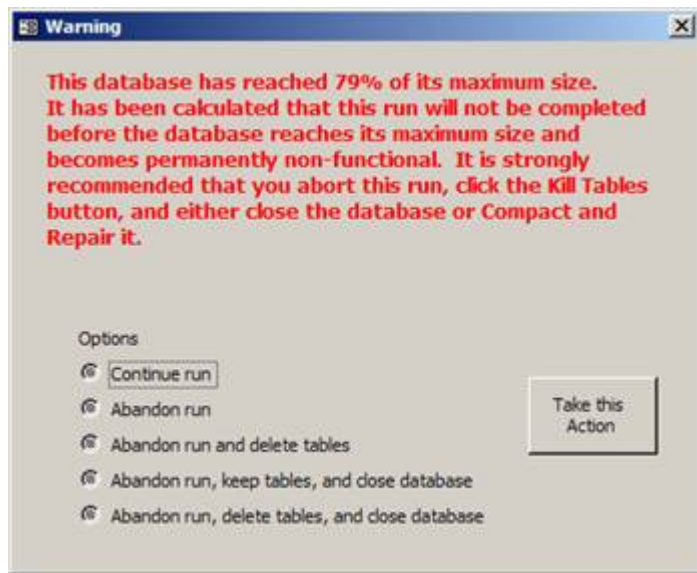 Warning
This database has reached 79% of its maximum size.
It has been calculated that this run will not be completed
before the database reaches its maximum size and
becomes permanently non-functional.  It is strongly
recommended that you abort this run, click the Kill Tables
button, and either close the database or Compact and
Repair it.
Options
Continue run
Abandon run
Abandon run and delete tables
Abandon run, keep tables, and close database
Abandon run, delete tables, and close database
Take this
Action